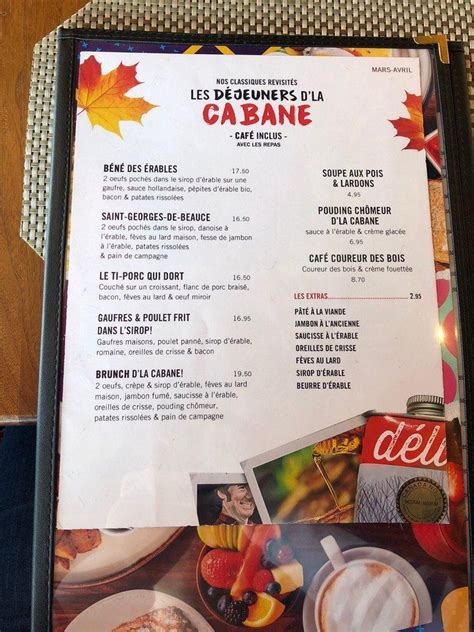 MARS-AVRIL
NOS CLASSIQUES REVISITÉS
LES DÉJEUNERS D'LA
CABANE
- CAFÉ INCLUS -
AVEC LES REPAS
BÉNÉ DES ÉRABLES 17.50
2 oeufs pochés dans le sirop d'érable sur une
gaufre, sauce hollandaise, pépites d'érable bio,
bacon & patates rissolées
SAINT-GEORGES-DE-BEAUCE 16.50
2 oeufs pochés dans le sirop, danoise à
l'érable, fèves au lard maison, fesse de jambon
à l'érable, patates rissolées
& pain de campagne
LE TI-PORC QUI DORT 16.50
Couché sur un croissant, flanc de porc braisé,
bacon, fèves au lard & oeuf miroir
GAUFRES & POULET FRIT 16.95
DANS L'SIROP!
Gaufres maisons, poulet panné, sirop d'érable,
romaine, oreilles de crisse & bacon
BRUNCH D'LA CABANE! 19.50
2 oeufs, crêpe & sirop d'érable, fèves au lard
maison, jambon fumé, saucisse à l'érable,
oreilles de crisse, pouding chômeur,
patates rissolées & pain de campagne
SOUPE AUX POIS
& LARDONS
4.95
POUDING CHÔMEUR
D'LA CABANE
sauce à l'érable & crème glacée
6.95
CAFÉ COUREUR DES BOIS
Coureur des bois & crème fouettée
8.70
LES EXTRAS 2.95
PÂTÉ À LA VIANDE
JAMBON À L'ANCIENNE
SAUCISSE À L'ÉRABLE
OREILLES DE CRISSE
FÈVES AU LARD
SIROP D'ÉRABLE
BEURRE D'ÉRABLE
déli